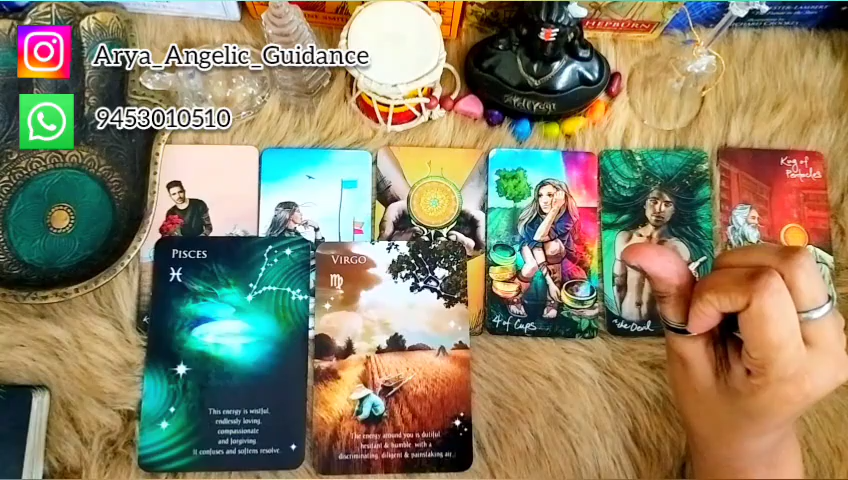 HEPBURN
Arya_Angelic_Guidance
9453010510
King of
Pentacles
PISCES
VIRGO
4 of Cups
the Devil
This energy is wistful,
endlessly loving,
compassionate
and forgiving.
It confuses and softens resolve.
The energy around you is dutiful,
hesitant & humble, with a
discriminating, diligent & painstaking air.